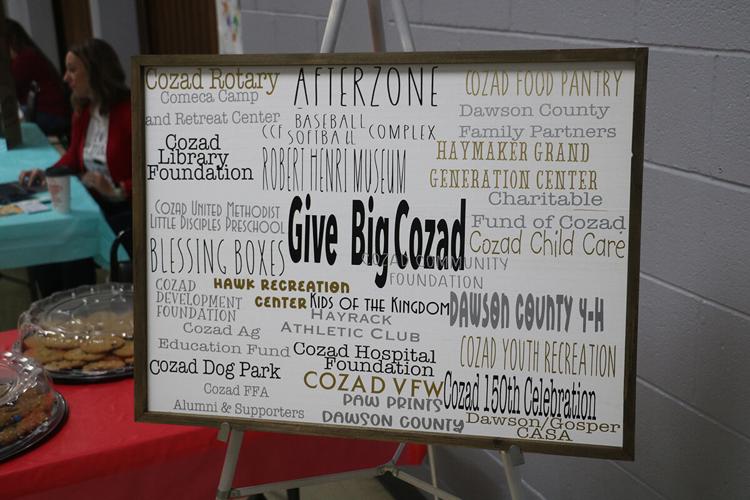 Cozad Rotary
AFTERZONE
COZAD FOOD PANTRY
Comeca Camp
and Retreat Center
BASEBALL
CCF SOFTBALL COMPLEX
Dawson County
Family Partners
Cozad
Library
Foundation
ROBERT HENRI MUSEUM
HAYMAKER GRAND
GENERATION CENTER
Charitable
Fund of Cozad
Cozad United Methodist
Little Disciples Preschool
Give Big Cozad
Cozad Child Care
BLESSING BOXES
COZAD COMMUNITY
FOUNDATION
COZAD
DEVELOPMENT
FOUNDATION
HAWK RECREATION
CENTER
KIDS OF THE KINGDOM
DAWSON COUNTY 4-H
HAYRACK
ATHLETIC CLUB
Cozad Ag
Education Fund
Cozad Hospital
Foundation
COZAD YOUTH RECREATION
Cozad Dog Park
COZAD VFW
Cozad FFA
Alumni & Supporters
PAW PRINTS
DAWSON COUNTY
Cozad 150th Celebration
Dawson/Gosper
CASA